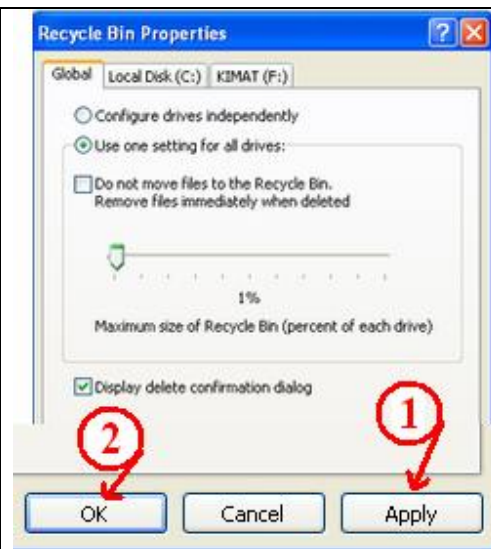 Recycle Bin Properties
Global Local Disk (C:) KIMAT (F:)
Configure drives independently
Use one setting for all drives:
Do not move files to the Recycle Bin.
Remove files immediately when deleted
1%
Maximum size of Recycle Bin (percent of each drive)
Display delete confirmation dialog
2 1
OK Cancel Apply